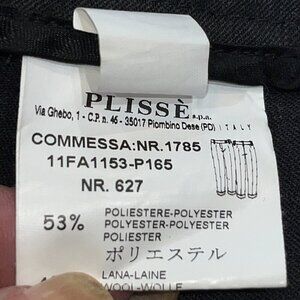 PLISSÈ s.p.a.
Via Ghebo, 1 - C.P. n. 46 - 35017 Piombino Dese (PD) ITALY
COMMESSA:NR.1785
11FA1153-P165
NR. 627
53% POLIESTERE-POLYESTER
POLYESTER-POLYESTER
ポリエステル
LANA-LAINE
WOOL-WOLLE